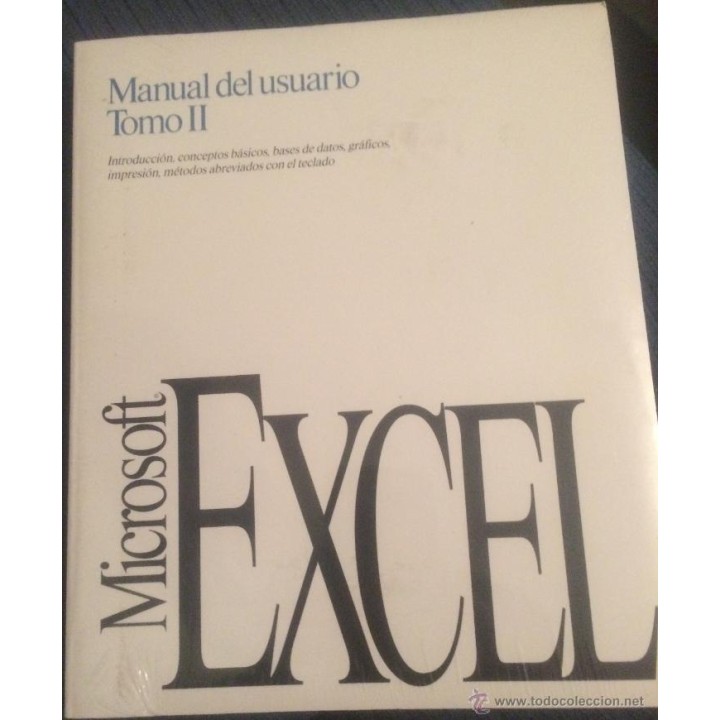 Manual del usuario
Tomo II
Introducción, conceptos básicos, bases de datos, gráficos,
impresión, métodos abreviados con el teclado
Microsoft®
EXCEL
www.todocoleccion.net